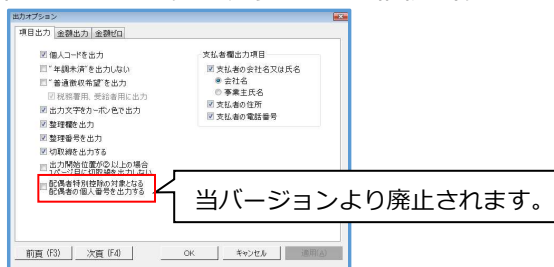 出力オプション
項目出力 金額出力 金額ゼロ
個人コードを出力
"年調未済"を出力しない
"普通徴収希望"を出力
税務署用、受給者用に出力
出力文字をカーボン色で出力
整理欄を出力
整理番号を出力
切取線を出力する
出力開始位置が②以上の場合
1ページ目に切取線を出力しない
配偶者特別控除の対象となる
配偶者の個人番号を出力する
支払者欄出力項目
支払者の会社名又は氏名
会社名
事業主氏名
支払者の住所
支払者の電話番号
当バージョンより廃止されます。
前頁(F3) 次頁(F4) OK キャンセル 適用(A)